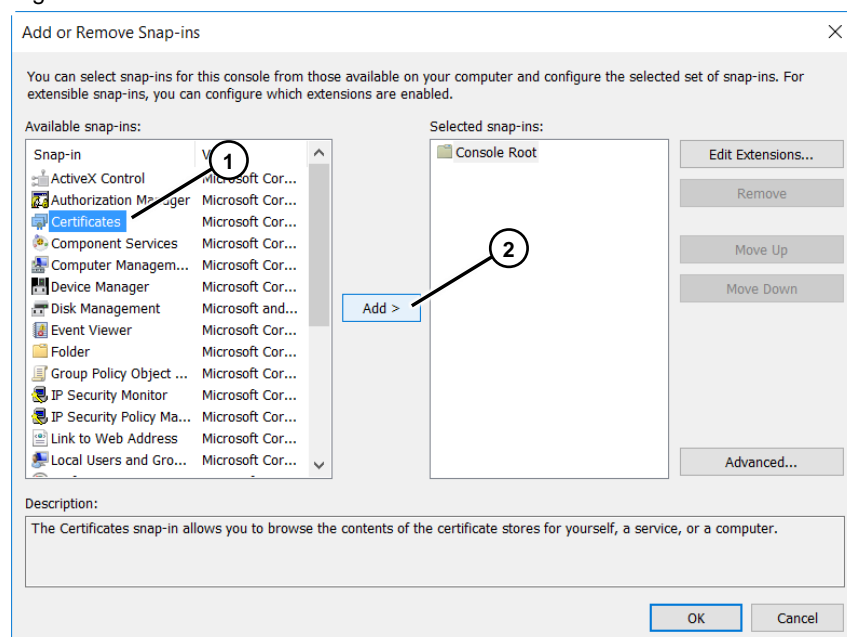 Add or Remove Snap-ins
You can select snap-ins for this console from those available on your computer and configure the selected set of snap-ins. For
extensible snap-ins, you can configure which extensions are enabled.
Available snap-ins:
Selected snap-ins:
Snap-in
1
ActiveX Control Microsoft Cor...
Authorization Manager Microsoft Cor...
Certificates Microsoft Cor...
Component Services Microsoft Cor...
Computer Managem... Microsoft Cor...
Device Manager Microsoft Cor...
Disk Management Microsoft and...
Event Viewer Microsoft Cor...
Folder Microsoft Cor...
Group Policy Object ... Microsoft Cor...
IP Security Monitor Microsoft Cor...
IP Security Policy Ma... Microsoft Cor...
Link to Web Address Microsoft Cor...
Local Users and Gro... Microsoft Cor...
Add >
2
Console Root
Edit Extensions...
Remove
Move Up
Move Down
Advanced...
Description:
The Certificates snap-in allows you to browse the contents of the certificate stores for yourself, a service, or a computer.
OK Cancel